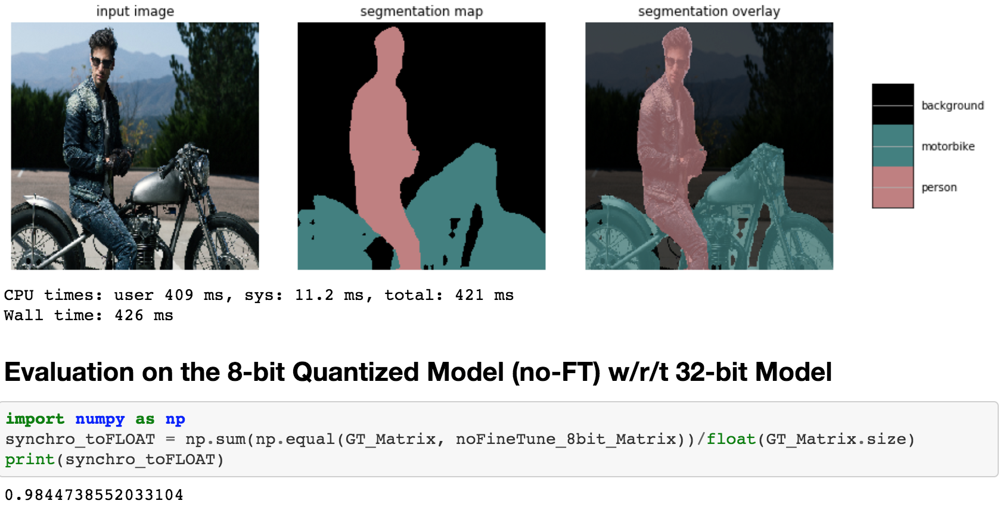 input image
segmentation map
segmentation overlay
background
motorbike
person
CPU times: user 409 ms, sys: 11.2 ms, total: 421 ms
Wall time: 426 ms
Evaluation on the 8-bit Quantized Model (no-FT) w/r/t 32-bit Model
import numpy as np
synchro_toFLOAT = np.sum(np.equal(GT_Matrix, noFineTune_8bit_Matrix))/float(GT_Matrix.size)
print(synchro_toFLOAT)
0.9844738552033104